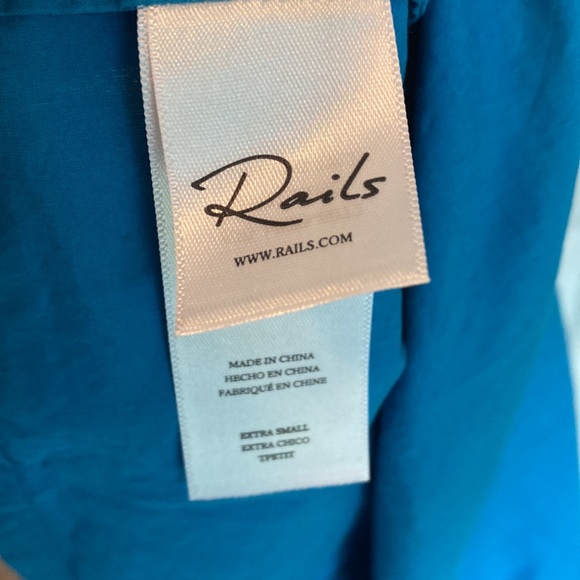 Rails
WWW.RAILS.COM
MADE IN CHINA
HECHO EN CHINA
FABRIQUÉ EN CHINE
EXTRA SMALL
EXTRA CHICO
TPETIT